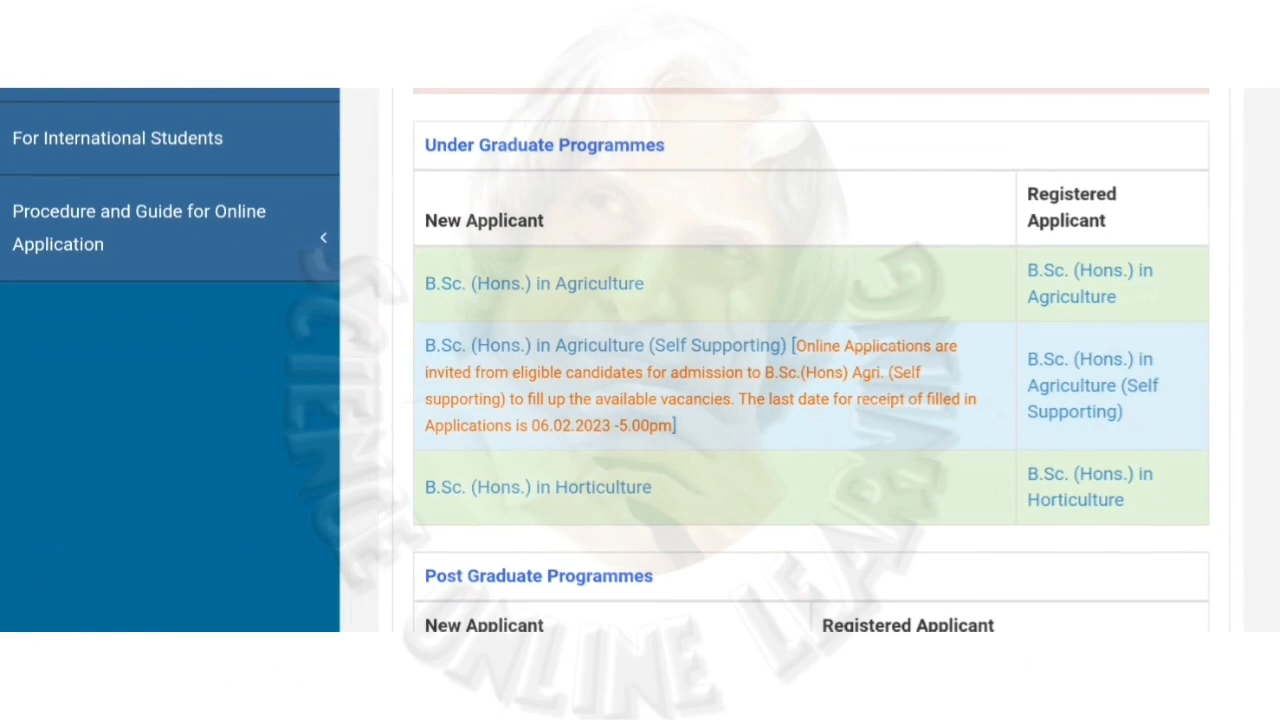 For International Students
Procedure and Guide for Online
Application
Under Graduate Programmes
New Applicant
Registered
Applicant
B.Sc. (Hons.) in Agriculture
B.Sc. (Hons.) in
Agriculture
B.Sc. (Hons.) in Agriculture (Self Supporting) [Online Applications are
invited from eligible candidates for admission to B.Sc.(Hons) Agri. (Self
supporting) to fill up the available vacancies. The last date for receipt of filled in
Applications is 06.02.2023 -5.00pm]
B.Sc. (Hons.) in
Agriculture (Self
Supporting)
B.Sc. (Hons.) in Horticulture
B.Sc. (Hons.) in
Horticulture
Post Graduate Programmes
New Applicant
Registered Applicant
SCIENCE ONLINE LEARNING